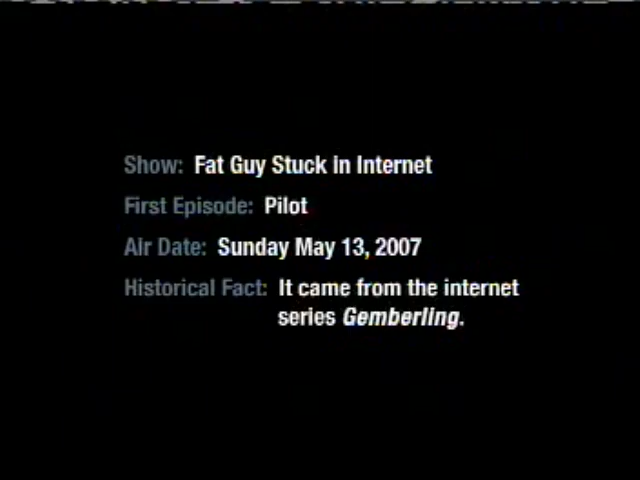 Show: Fat Guy Stuck in Internet
First Episode: Pilot
Air Date: Sunday May 13, 2007
Historical Fact: It came from the internet
series Gemberling.